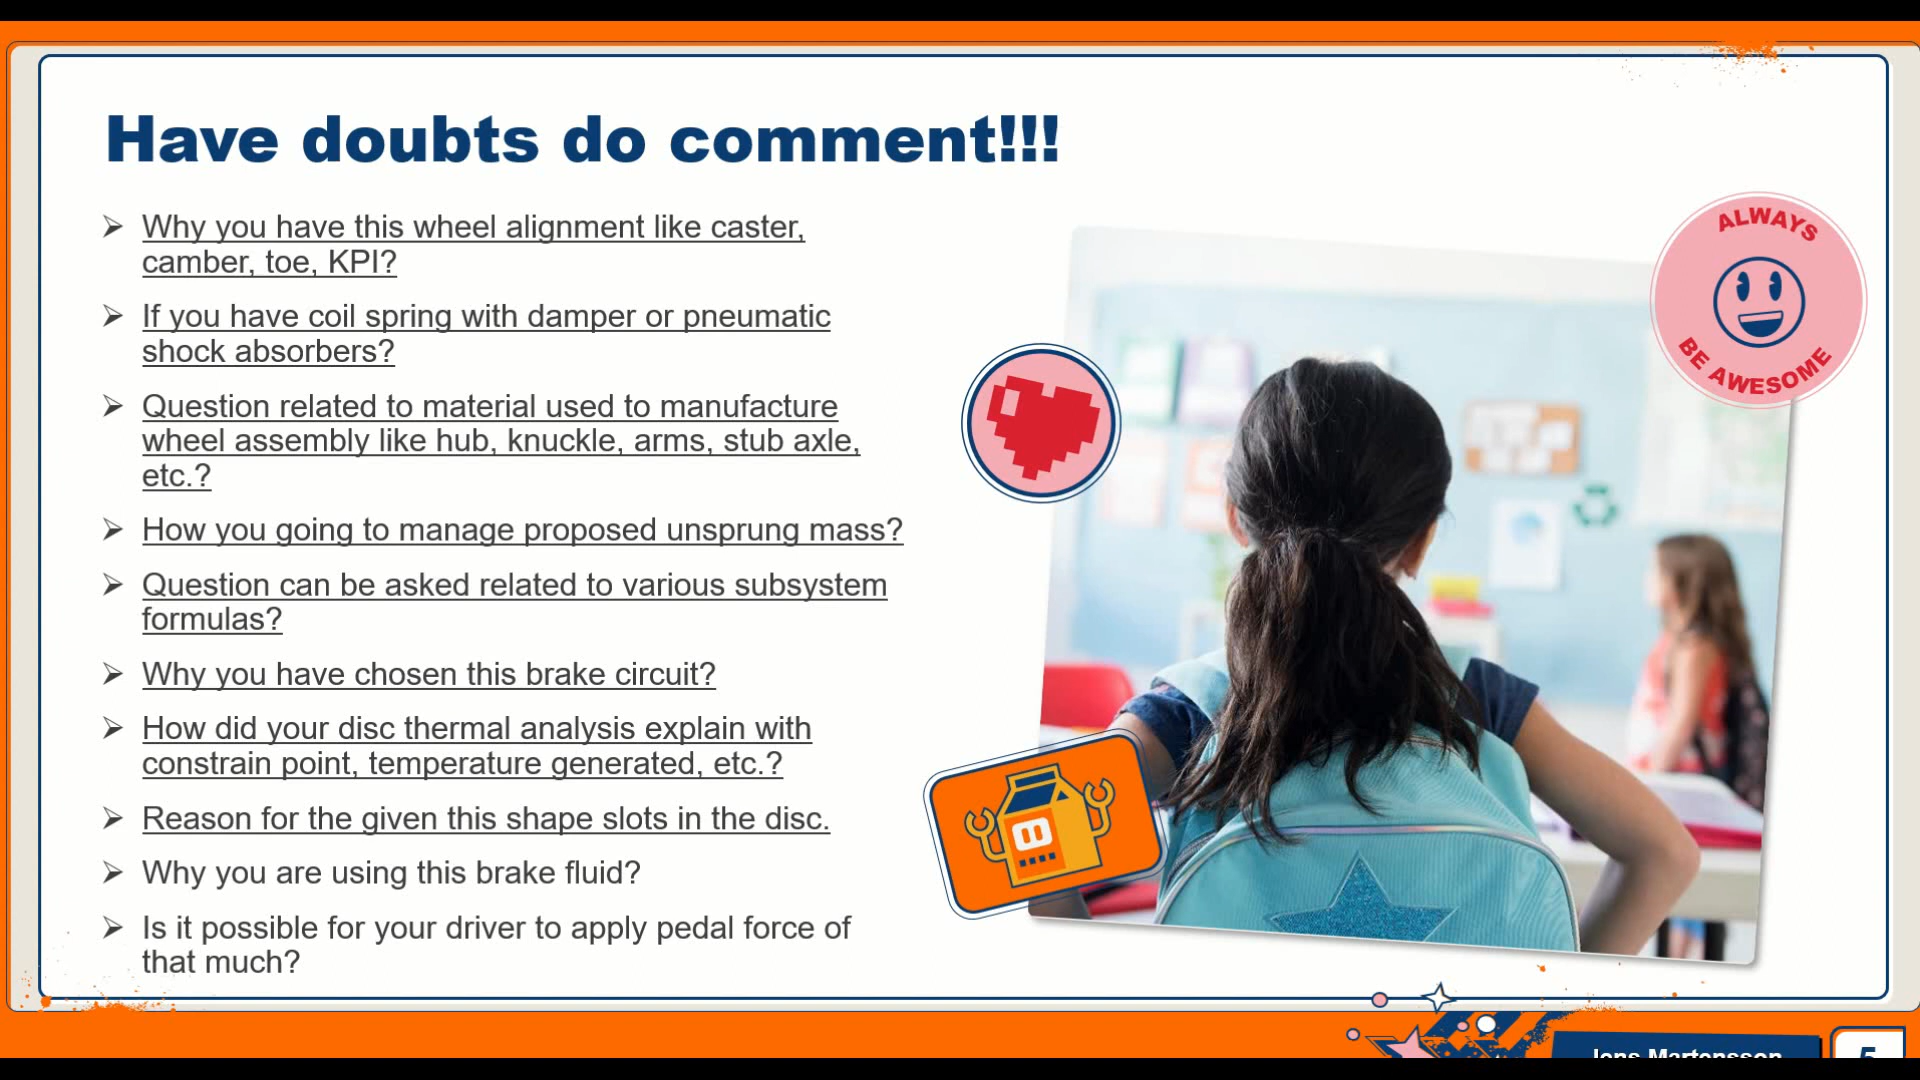 Have doubts do comment!!!
Why you have this wheel alignment like caster,
camber, toe, KPI?
If you have coil spring with damper or pneumatic
shock absorbers?
Question related to material used to manufacture
wheel assembly like hub, knuckle, arms, stub axle,
etc.?
How you going to manage proposed unsprung mass?
Question can be asked related to various subsystem
formulas?
Why you have chosen this brake circuit?
How did your disc thermal analysis explain with
constrain point, temperature generated, etc.?
Reason for the given this shape slots in the disc.
Why you are using this brake fluid?
Is it possible for your driver to apply pedal force of
that much?
ALWAYS
BE AWESOME
Jens Martensson
5